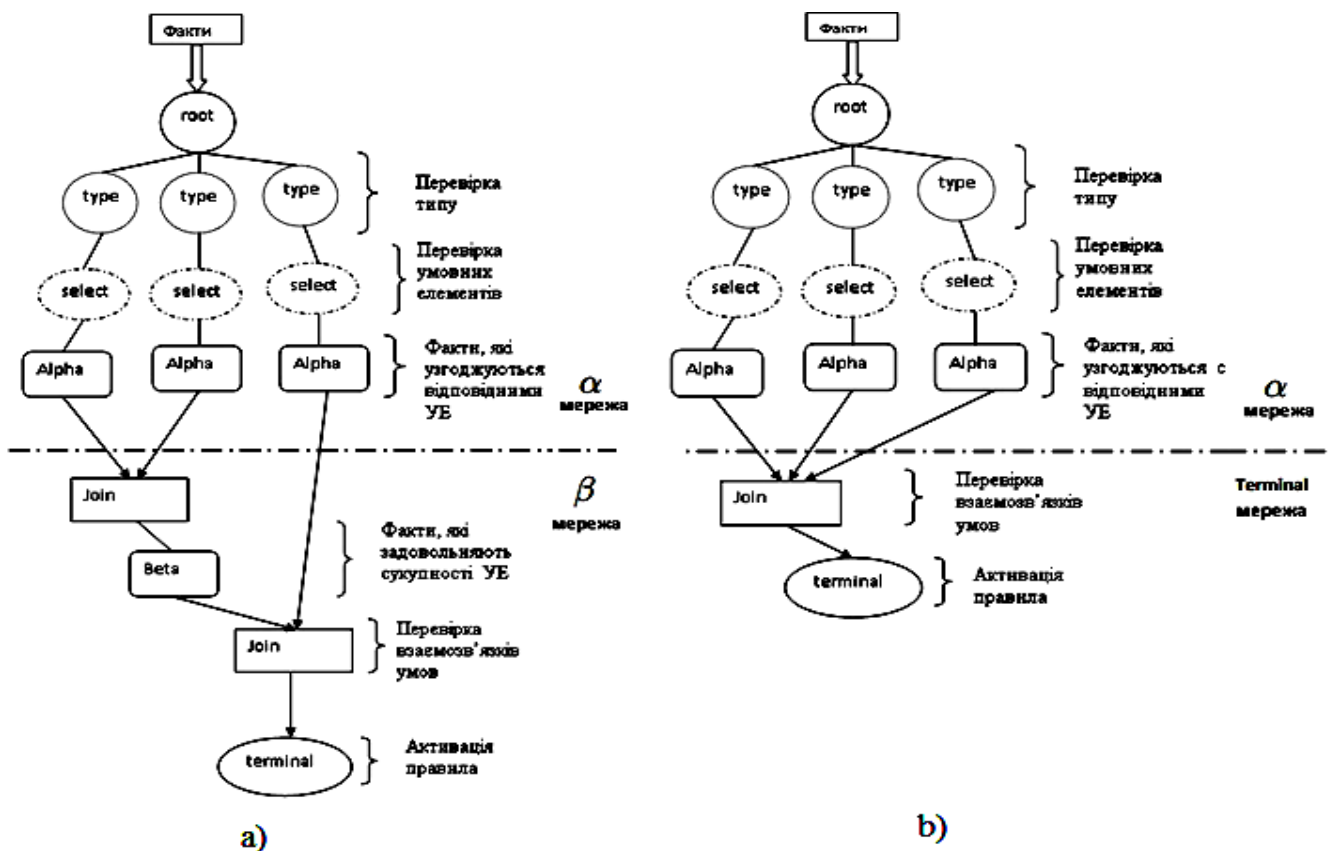 Факти
root
type
type
type
Перевірка
типу
select
select
select
Перевірка
умовних
елементів
Alpha
Alpha
Alpha
Факти, які
узгоджуються
відповідними
УЕ
α
мережа
Join
β
мережа
Beta
Факти, які
задовольняють
сукупності УЕ
Join
Перевірка
взаємозв’язків
умов
terminal
Активація
правила
a)
Факти
root
type
type
type
Перевірка
типу
select
select
select
Перевірка
умовних
елементів
Alpha
Alpha
Alpha
Факти, які
узгоджуються с
відповідними
УЕ
α
мережа
Join
Перевірка
взаємозв’язків
умов
Terminal
мережа
terminal
Активація
правила
b)